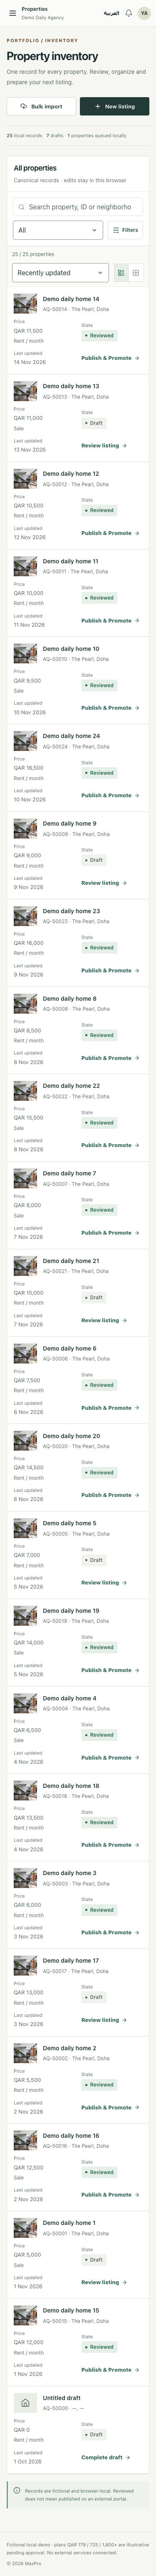 Properties
Demo Daily Agency
العربية
YA
PORTFOLIO / INVENTORY
Property inventory
One record for every property. Review, organize and prepare your next listing.
Bulk import
New listing
25 local records 7 drafts 1 properties queued locally
All properties
Canonical records · edits stay in this browser
Search property, ID or neighborho
All
Filters
25 / 25 properties
Recently updated
Demo daily home 14
AQ-S0014 · The Pearl, Doha
Price
State
QAR 11,500
Reviewed
Rent / month
Last updated
Publish & Promote
14 Nov 2026
Demo daily home 13
AQ-S0013 · The Pearl, Doha
Price
State
QAR 11,000
Draft
Sale
Last updated
Review listing
13 Nov 2026
Demo daily home 12
AQ-S0012 · The Pearl, Doha
Price
State
QAR 10,500
Reviewed
Rent / month
Last updated
Publish & Promote
12 Nov 2026
Demo daily home 11
AQ-S0011 · The Pearl, Doha
Price
State
QAR 10,000
Reviewed
Rent / month
Last updated
Publish & Promote
11 Nov 2026
Demo daily home 10
AQ-S0010 · The Pearl, Doha
Price
State
QAR 9,500
Reviewed
Sale
Last updated
Publish & Promote
10 Nov 2026
Demo daily home 24
AQ-S0024 · The Pearl, Doha
Price
State
QAR 16,500
Reviewed
Rent / month
Last updated
Publish & Promote
10 Nov 2026
Demo daily home 9
AQ-S0009 · The Pearl, Doha
Price
State
QAR 9,000
Draft
Rent / month
Last updated
Review listing
9 Nov 2026
Demo daily home 23
AQ-S0023 · The Pearl, Doha
Price
State
QAR 16,000
Reviewed
Rent / month
Last updated
Publish & Promote
9 Nov 2026
Demo daily home 8
AQ-S0008 · The Pearl, Doha
Price
State
QAR 8,500
Reviewed
Rent / month
Last updated
Publish & Promote
8 Nov 2026
Demo daily home 22
AQ-S0022 · The Pearl, Doha
Price
State
QAR 15,500
Reviewed
Sale
Last updated
Publish & Promote
8 Nov 2026
Demo daily home 7
AQ-S0007 · The Pearl, Doha
Price
State
QAR 8,000
Reviewed
Sale
Last updated
Publish & Promote
7 Nov 2026
Demo daily home 21
AQ-S0021 · The Pearl, Doha
Price
State
QAR 15,000
Draft
Rent / month
Last updated
Review listing
7 Nov 2026
Demo daily home 6
AQ-S0006 · The Pearl, Doha
Price
State
QAR 7,500
Reviewed
Rent / month
Last updated
Publish & Promote
6 Nov 2026
Demo daily home 20
AQ-S0020 · The Pearl, Doha
Price
State
QAR 14,500
Reviewed
Rent / month
Last updated
Publish & Promote
6 Nov 2026
Demo daily home 5
AQ-S0005 · The Pearl, Doha
Price
State
QAR 7,000
Draft
Rent / month
Last updated
Review listing
5 Nov 2026
Demo daily home 19
AQ-S0019 · The Pearl, Doha
Price
State
QAR 14,000
Reviewed
Sale
Last updated
Publish & Promote
5 Nov 2026
Demo daily home 4
AQ-S0004 · The Pearl, Doha
Price
State
QAR 6,500
Reviewed
Sale
Last updated
Publish & Promote
4 Nov 2026
Demo daily home 18
AQ-S0018 · The Pearl, Doha
Price
State
QAR 13,500
Reviewed
Rent / month
Last updated
Publish & Promote
4 Nov 2026
Demo daily home 3
AQ-S0003 · The Pearl, Doha
Price
State
QAR 6,000
Reviewed
Rent / month
Last updated
Publish & Promote
3 Nov 2026
Demo daily home 17
AQ-S0017 · The Pearl, Doha
Price
State
QAR 13,000
Draft
Rent / month
Last updated
Review listing
3 Nov 2026
Demo daily home 2
AQ-S0002 · The Pearl, Doha
Price
State
QAR 5,500
Reviewed
Rent / month
Last updated
Publish & Promote
2 Nov 2026
Demo daily home 16
AQ-S0016 · The Pearl, Doha
Price
State
QAR 12,500
Reviewed
Sale
Last updated
Publish & Promote
2 Nov 2026
Demo daily home 1
AQ-S0001 · The Pearl, Doha
Price
State
QAR 5,000
Draft
Sale
Last updated
Review listing
1 Nov 2026
Demo daily home 15
AQ-S0015 · The Pearl, Doha
Price
State
QAR 12,000
Reviewed
Rent / month
Last updated
Publish & Promote
1 Nov 2026
Untitled draft
AQ-S0000 · —, —
Price
State
QAR 0
Draft
Rent / month
Last updated
Complete draft
1 Oct 2026
Records are fictional and browser-local. Reviewed
does not mean published on an external portal.
Fictional local demo · plans QAR 179 / 725 / 1,800+ are illustrative
pending approval. No external services connected.
© 2026 MaxPro